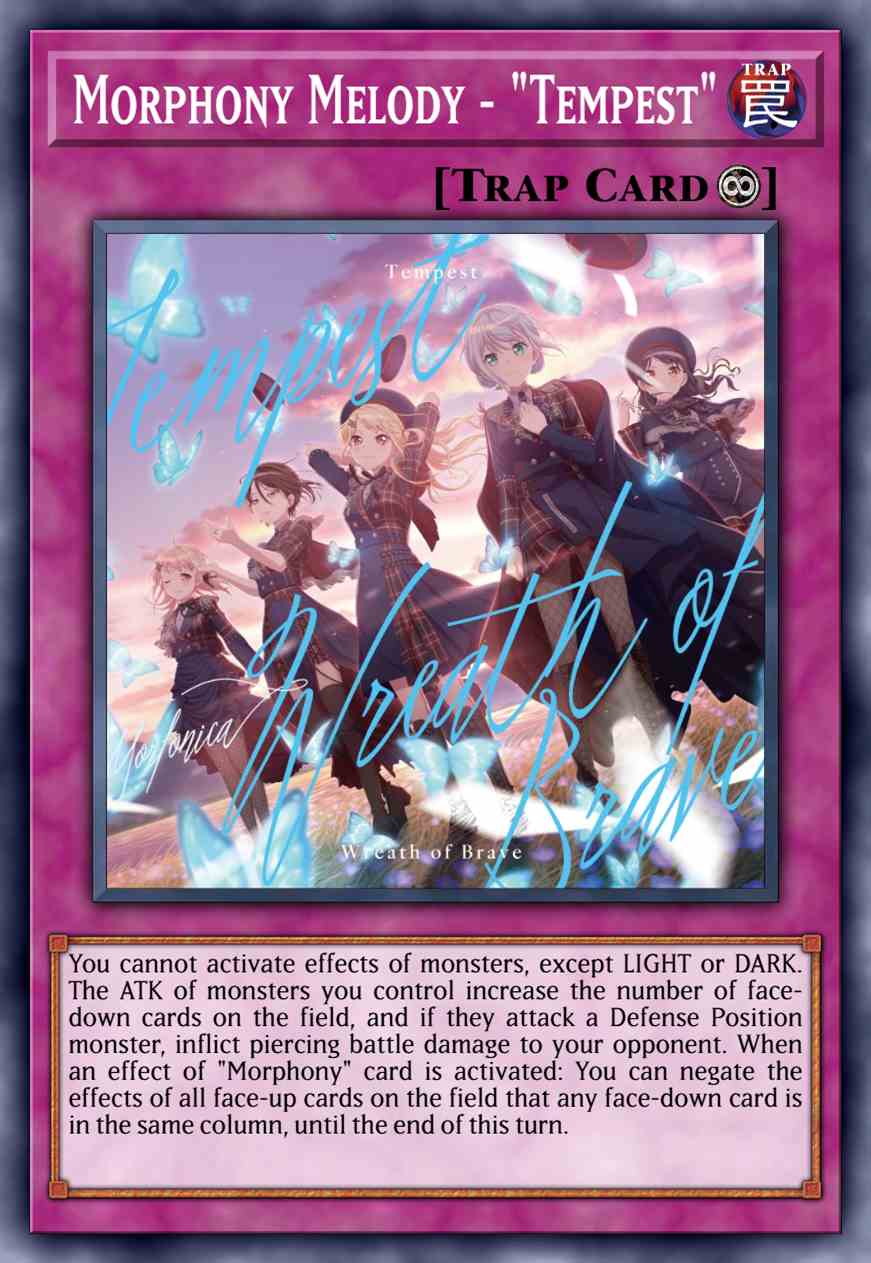 MORPHONY MELODY - "TEMPEST"
TRAP
罠
[TRAP CARD]
Tempest
Tempest
Wreath of
Brave
Morfonica
Wreath of Brave
You cannot activate effects of monsters, except LIGHT or DARK.
The ATK of monsters you control increase the number of face-
down cards on the field, and if they attack a Defense Position
monster, inflict piercing battle damage to your opponent. When
an effect of "Morphony" card is activated: You can negate the
effects of all face-up cards on the field that any face-down card is
in the same column, until the end of this turn.